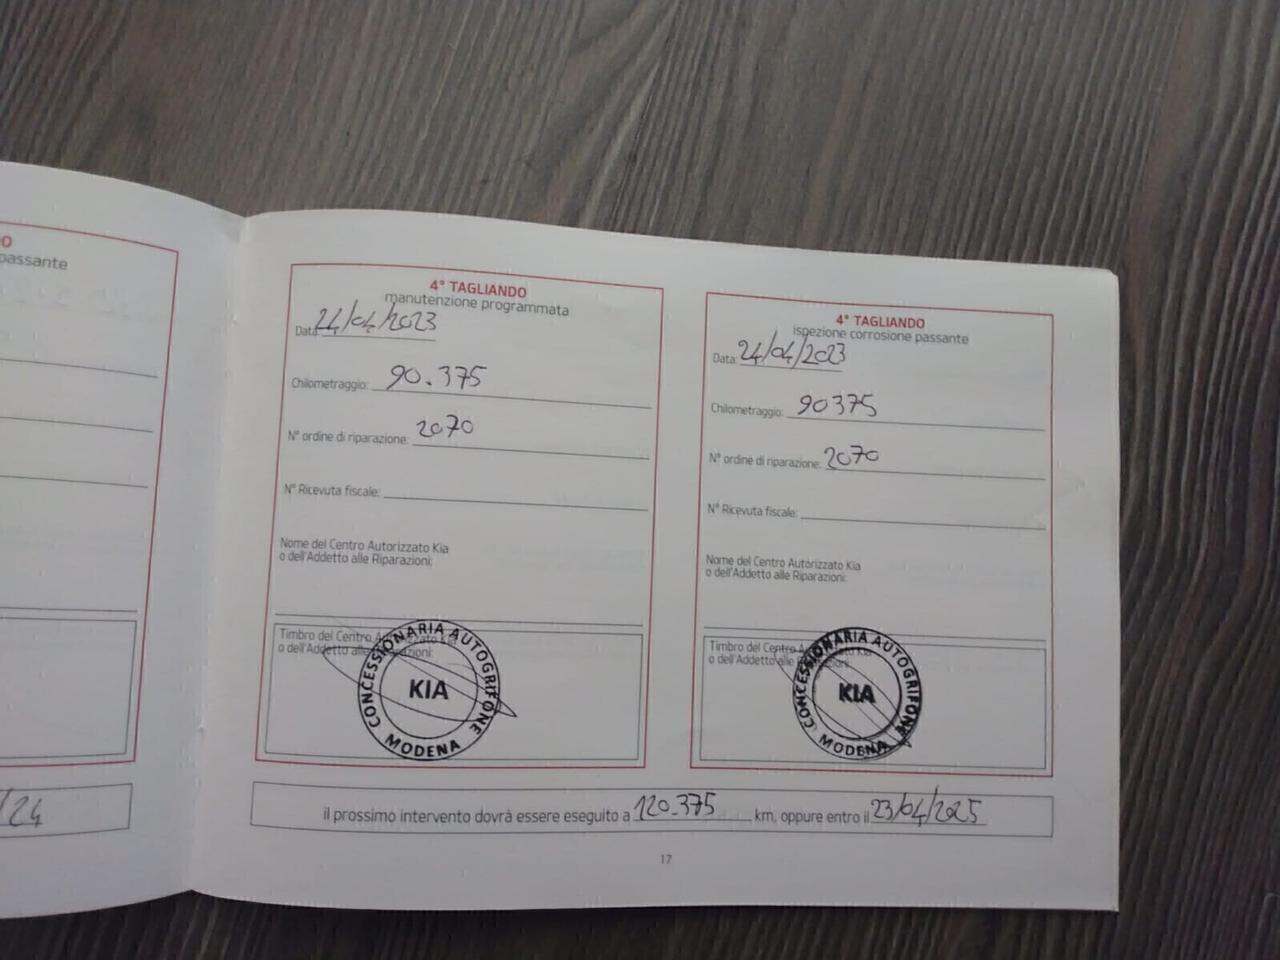 O
passante
/24
4° TAGLIANDO
manutenzione programmata
Data: 24/04/2023
Chilometraggio: 90.375
N° ordine di riparazione: 2070
N° Ricevuta fiscale:
Nome del Centro Autorizzato Kia
o dell'Addetto alle Riparazioni:
Timbro del Centro Autorizzato Kia
o dell'Addetto alle Riparazioni:
CONCESSIONARIA AUTOGRIFONE
KIA
MODENA
4° TAGLIANDO
ispezione corrosione passante
Data: 24/04/2023
Chilometraggio: 90375
N° ordine di riparazione: 2070
N° Ricevuta fiscale:
Nome del Centro Autorizzato Kia
o dell'Addetto alle Riparazioni:
Timbro del Centro Autorizzato Kia
o dell'Addetto alle Riparazioni:
CONCESSIONARIA AUTOGRIFONE
KIA
MODENA
il prossimo intervento dovrà essere eseguito a 120.375 km, oppure entro il 23/04/2025
17